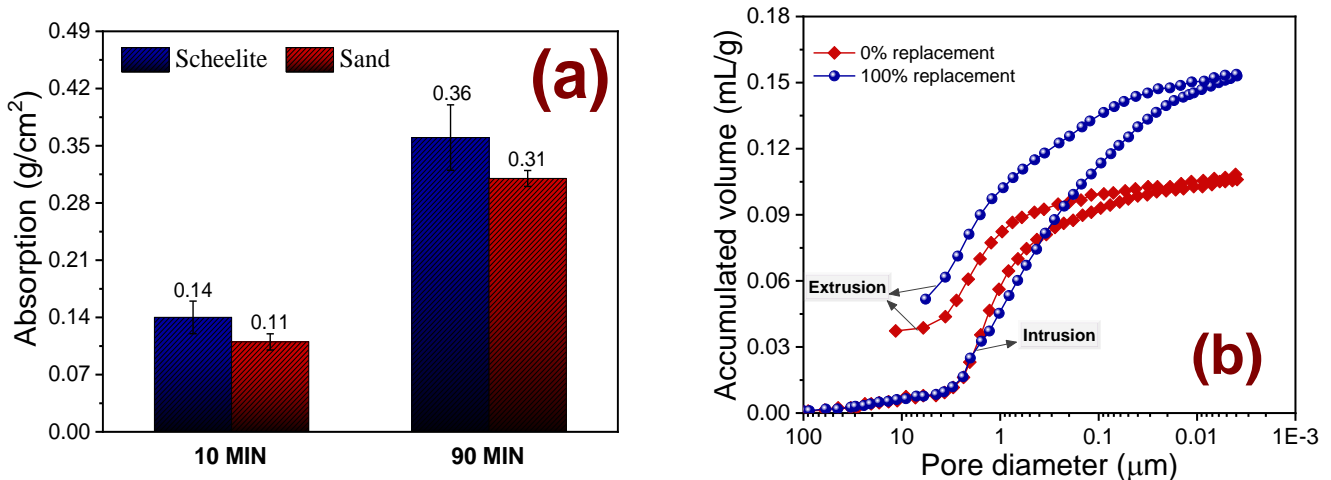 (a)
Scheelite
Sand
Absorption (g/cm²)
0.49
0.42
0.35
0.28
0.21
0.14
0.07
0.00
0.14
0.11
0.36
0.31
10 MIN
90 MIN
(b)
0% replacement
100% replacement
Accumulated volume (mL/g)
0.18
0.15
0.12
0.09
0.06
0.03
0.00
Extrusion
Intrusion
100
10
1
0.1
0.01
1E-3
Pore diameter (μm)